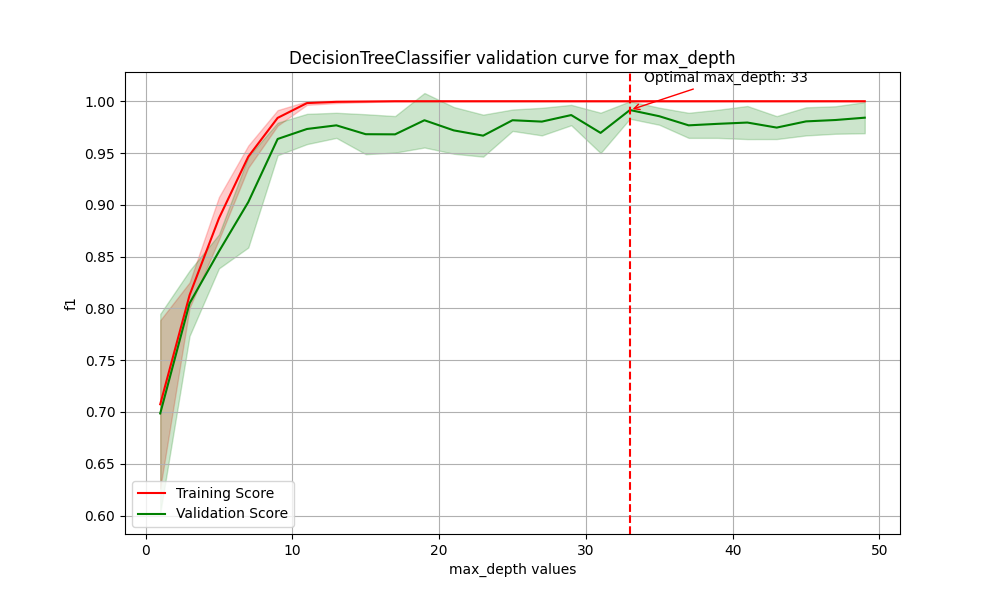 DecisionTreeClassifier validation curve for max_depth
Optimal max_depth: 33
1.00
0.95
0.90
0.85
0.80
0.75
0.70
0.65
0.60
f1
Training Score
Validation Score
0 10 20 30 40 50
max_depth values